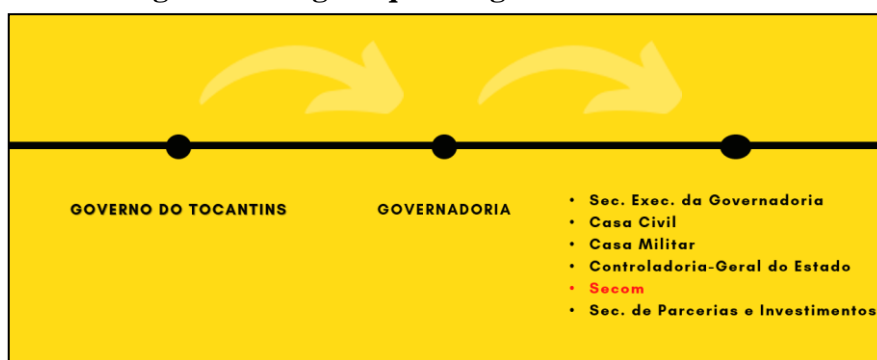 GOVERNO DO TOCANTINS
GOVERNADORIA
• Sec. Exec. da Governadoria
• Casa Civil
• Casa Militar
• Controladoria-Geral do Estado
• Secom
• Sec. de Parcerias e Investimentos